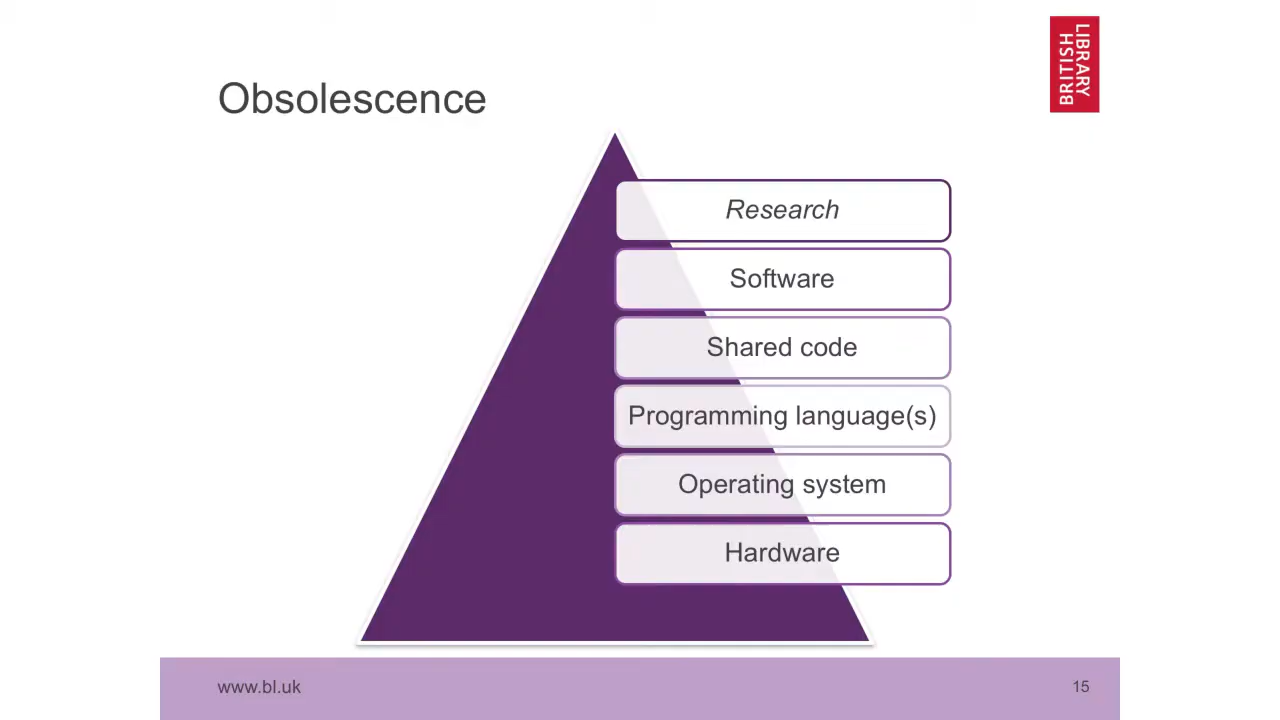 Obsolescence
BRITISH
LIBRARY
Research
Software
Shared code
Programming language(s)
Operating system
Hardware
www.bl.uk
15